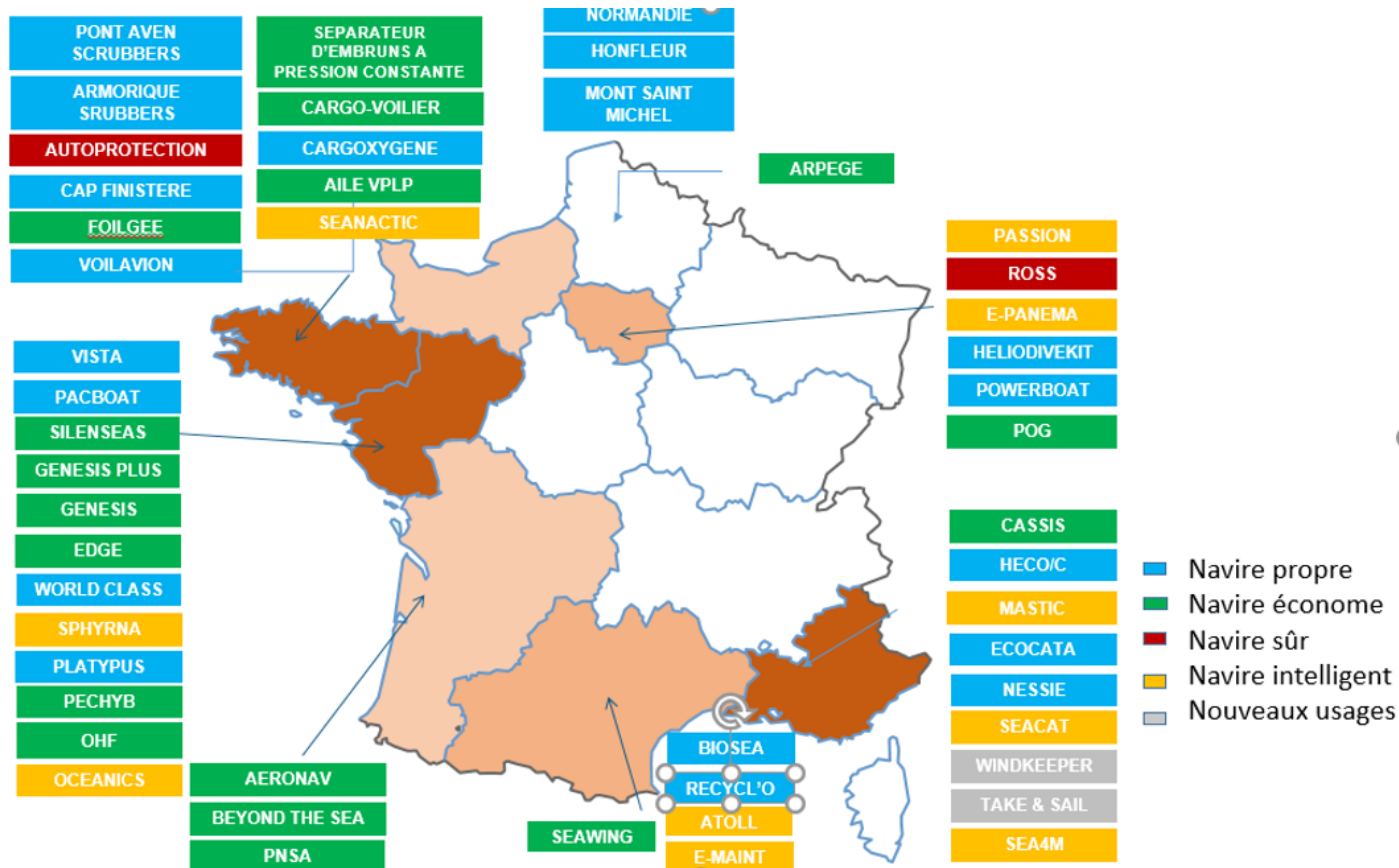 PONT AVEN
SCRUBBERS
ARMORIQUE
SRUBBERS
AUTOPROTECTION
CAP FINISTERE
FOILGEE
VOILAVION
SEPARATEUR
D'EMBRUNS A
PRESSION CONSTANTE
CARGO-VOILIER
CARGOXYGENE
AILE VPLP
SEANACTIC
NORMANDIE
HONFLEUR
MONT SAINT
MICHEL
ARPEGE
PASSION
ROSS
E-PANEMA
HELIODIVEKIT
POWERBOAT
POG
VISTA
PACBOAT
SILENSEAS
GENESIS PLUS
GENESIS
EDGE
WORLD CLASS
SPHYRNA
PLATYPUS
PECHYB
OHF
OCEANICS
AERONAV
BEYOND THE SEA
PNSA
SEAWING
BIOSEA
RECYCL'O
ATOLL
E-MAINT
CASSIS
HECO/C
MASTIC
ECOCATA
NESSIE
SEACAT
WINDKEEPER
TAKE & SAIL
SEA4M
Navire propre
Navire économe
Navire sûr
Navire intelligent
Nouveaux usages